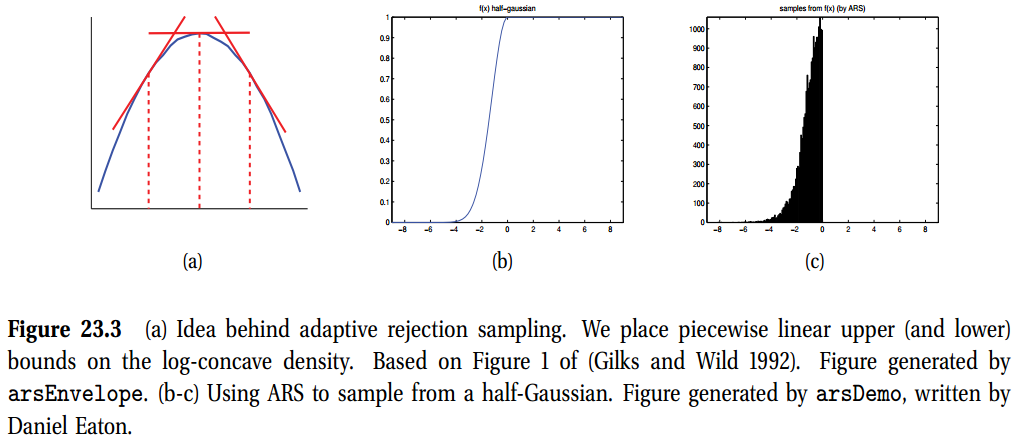 f(x) half-gaussian
1
0.9
0.8
0.7
0.6
0.5
0.4
0.3
0.2
0.1
0
−8 −6 −4 −2 0 2 4 6 8
samples from f(x) (by ARS)
1000
900
800
700
600
500
400
300
200
100
0
−8 −6 −4 −2 0 2 4 6 8
(a)
(b)
(c)
Figure 23.3 (a) Idea behind adaptive rejection sampling. We place piecewise linear upper (and lower)
bounds on the log-concave density. Based on Figure 1 of (Gilks and Wild 1992). Figure generated by
arsEnvelope. (b-c) Using ARS to sample from a half-Gaussian. Figure generated by arsDemo, written by
Daniel Eaton.